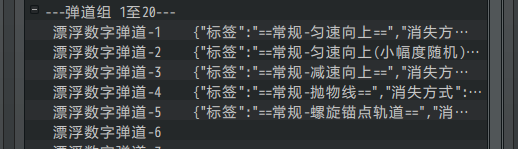 ---弹道组 1至20---
漂浮数字弹道-1 {"标签":"==常规-匀速向上==","消失方…
漂浮数字弹道-2 {"标签":"==常规-匀速向上(小幅度随机)…
漂浮数字弹道-3 {"标签":"==常规-减速向上==","消失方…
漂浮数字弹道-4 {"标签":"==常规-抛物线==","消失方式":…
漂浮数字弹道-5 {"标签":"==常规-螺旋锚点轨道==","消…
漂浮数字弹道-6